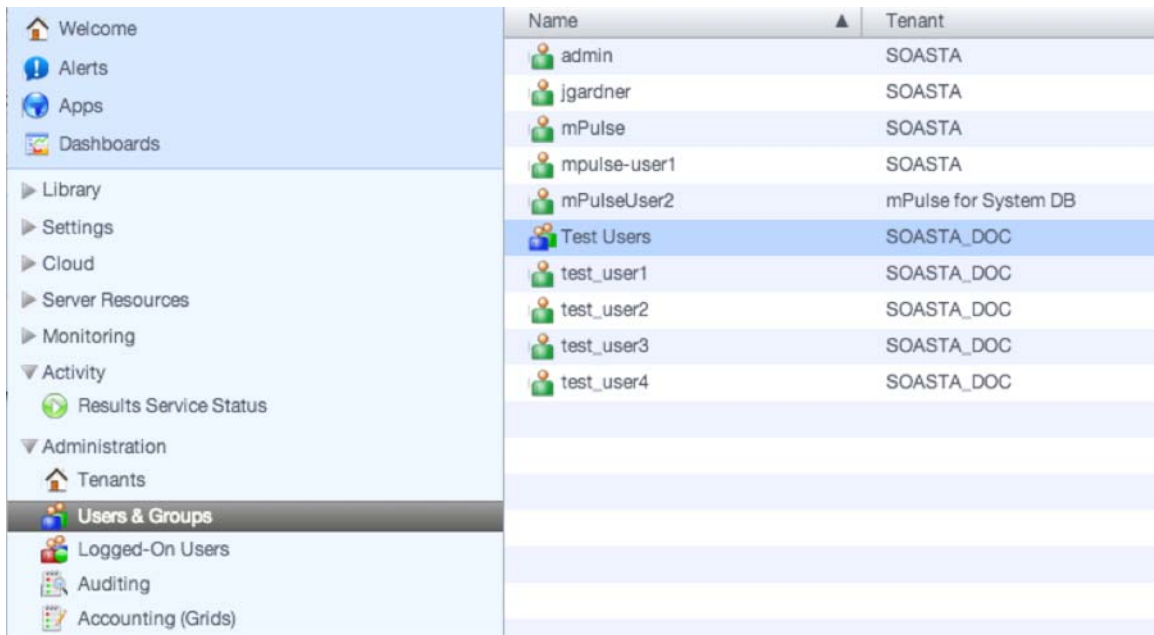 Welcome
Alerts
Apps
Dashboards
Library
Settings
Cloud
Server Resources
Monitoring
Activity
Results Service Status
Administration
Tenants
Users & Groups
Logged-On Users
Auditing
Accounting (Grids)
Name Tenant
admin SOASTA
jgardner SOASTA
mPulse SOASTA
mpulse-user1 SOASTA
mPulseUser2 mPulse for System DB
Test Users SOASTA_DOC
test_user1 SOASTA_DOC
test_user2 SOASTA_DOC
test_user3 SOASTA_DOC
test_user4 SOASTA_DOC